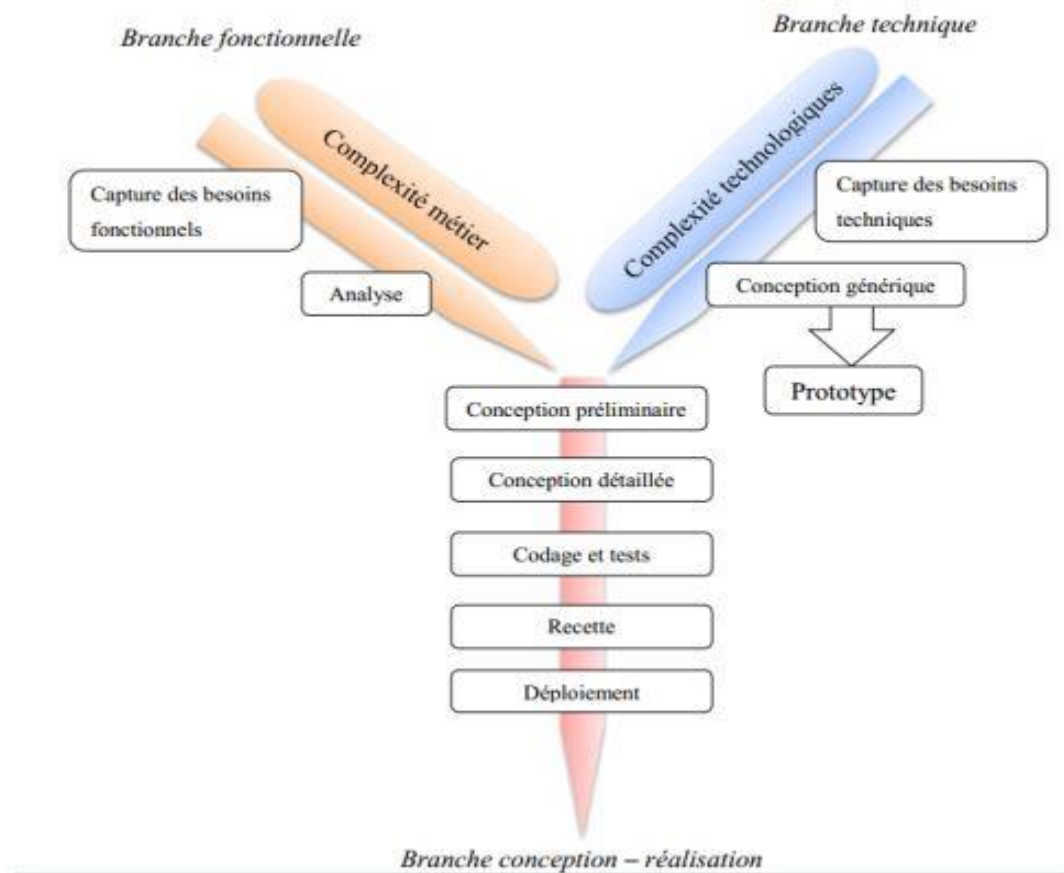 Branche fonctionnelle
Branche technique
Complexité métier
Complexité technologiques
Capture des besoins
fonctionnels
Capture des besoins
techniques
Analyse
Conception générique
Prototype
Conception préliminaire
Conception détaillée
Codage et tests
Recette
Déploiement
Branche conception – réalisation